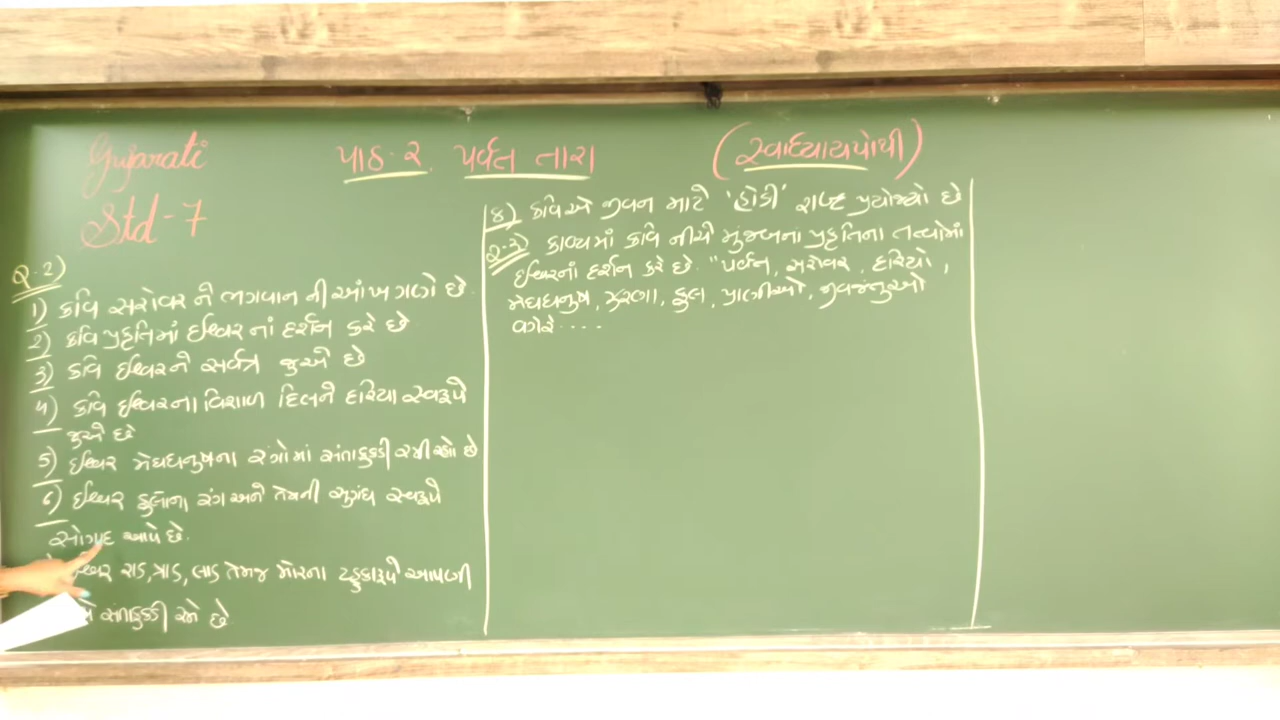 Gujarati
Std-7
પાઠ-૨. પર્વત તારા
(સ્વાધ્યાયપોથી)
Q-2)
1) કવિ સરોવર ને ભગવાન ની આંખ ગણે છે
2) કવિ પ્રકૃતિમાં ઈશ્વર નાં દર્શન કરે છે
3) કવિ ઈશ્વરને સર્વત્ર જુએ છે
4) કવિ ઈશ્વરના વિશાળ દિલને દરિયા સ્વરૂપે
જુએ છે
5) ઈશ્વર મેઘધનુષના રંગોમાં સંતાકુકડી રમી રહ્યો છે
6) ઈશ્વર ફૂલોના રંગ અને તેમની સુગંધ સ્વરૂપે
આપે છે.
ઈશ્વર રાડ, ત્રાડ, લાડ તેમજ મોરના ટહુકારૂપે આપણી
સંતાકુકડી રમે છે
૪) કવિએ જીવન માટે 'હોડી' શબ્દ પ્રયોજ્યો છે
Q-3) કાવ્યમાં કવિ નીચે મુજબના પ્રકૃતિના તત્વોમાં
ઈશ્વરનાં દર્શન કરે છે. "પર્વત, સરોવર, દરિયો,
મેઘધનુષ, ઝરણા, ફુલ, પ્રાણીઓ, જીવજંતુઓ
વગેરે....